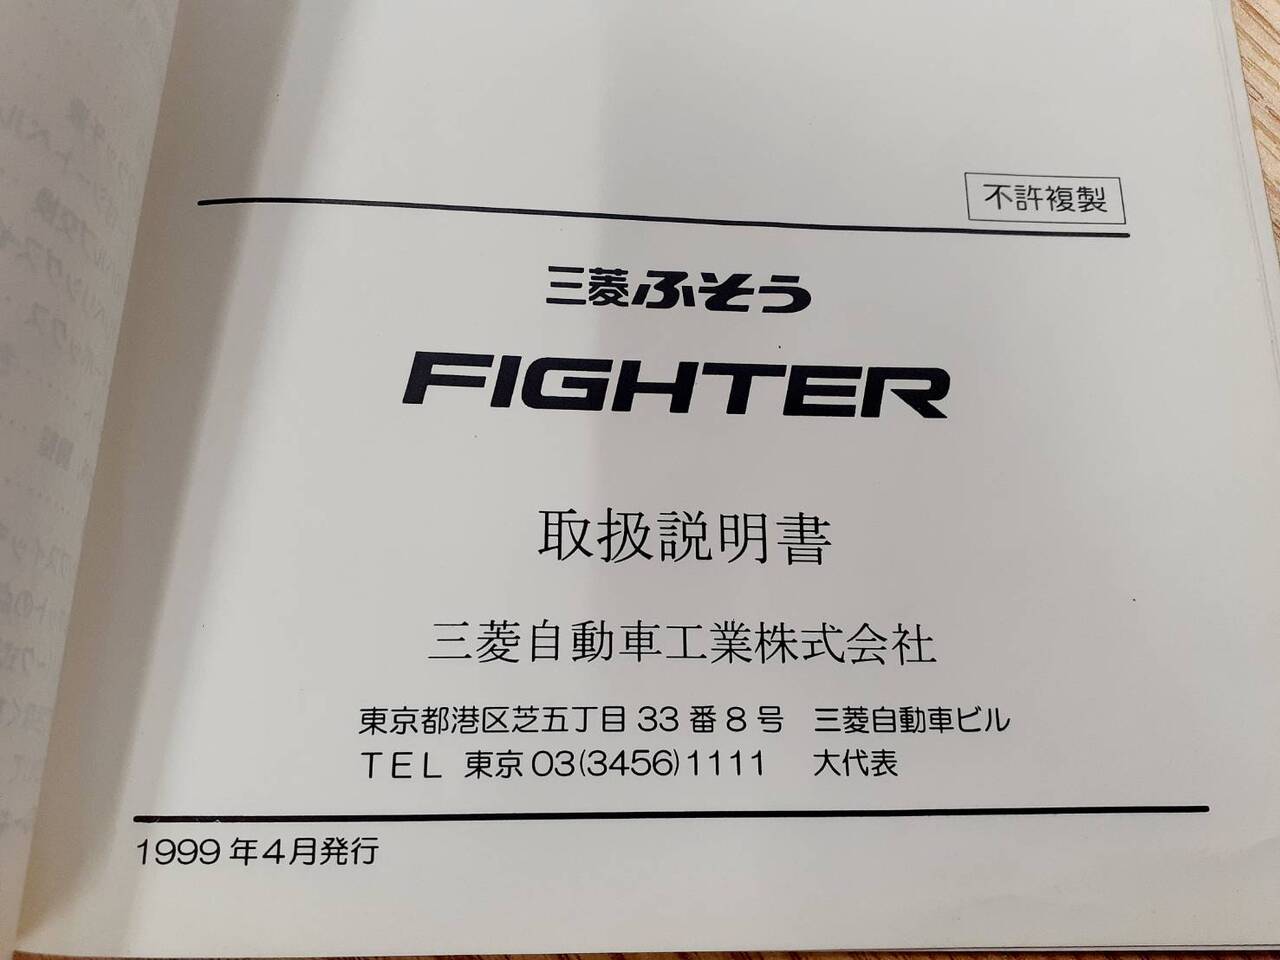 不許複製
三菱ふそう
FIGHTER
取扱説明書
三菱自動車工業株式会社
東京都港区芝五丁目33番8号 三菱自動車ビル
TEL 東京03(3456)1111 大代表
1999年4月発行